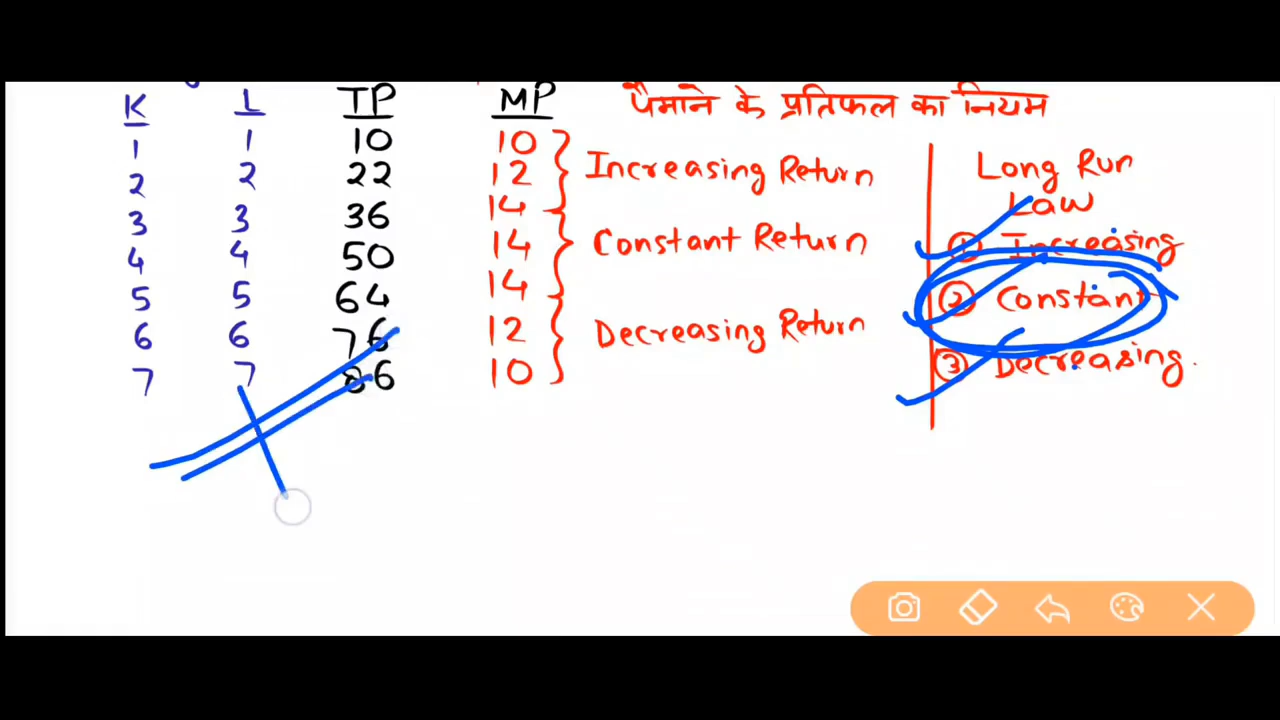 K L TP MP पैमाने के प्रतिफल का नियम
1 1 10 10
2 2 22 12 Increasing Return
3 3 36 14
4 4 50 14 Constant Return
5 5 64 14
6 6 76 12 Decreasing Return
7 7 86 10
Long Run
Law
① Increasing
② Constant
③ Decreasing.